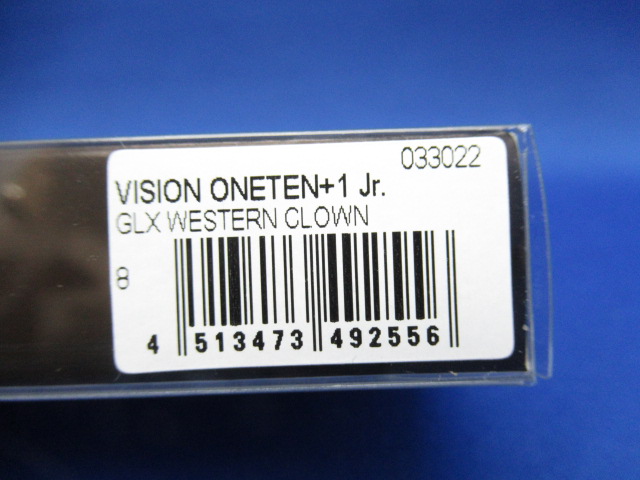 033022
VISION ONETEN+1 Jr.
GLX WESTERN CLOWN
8
4 513473 492556